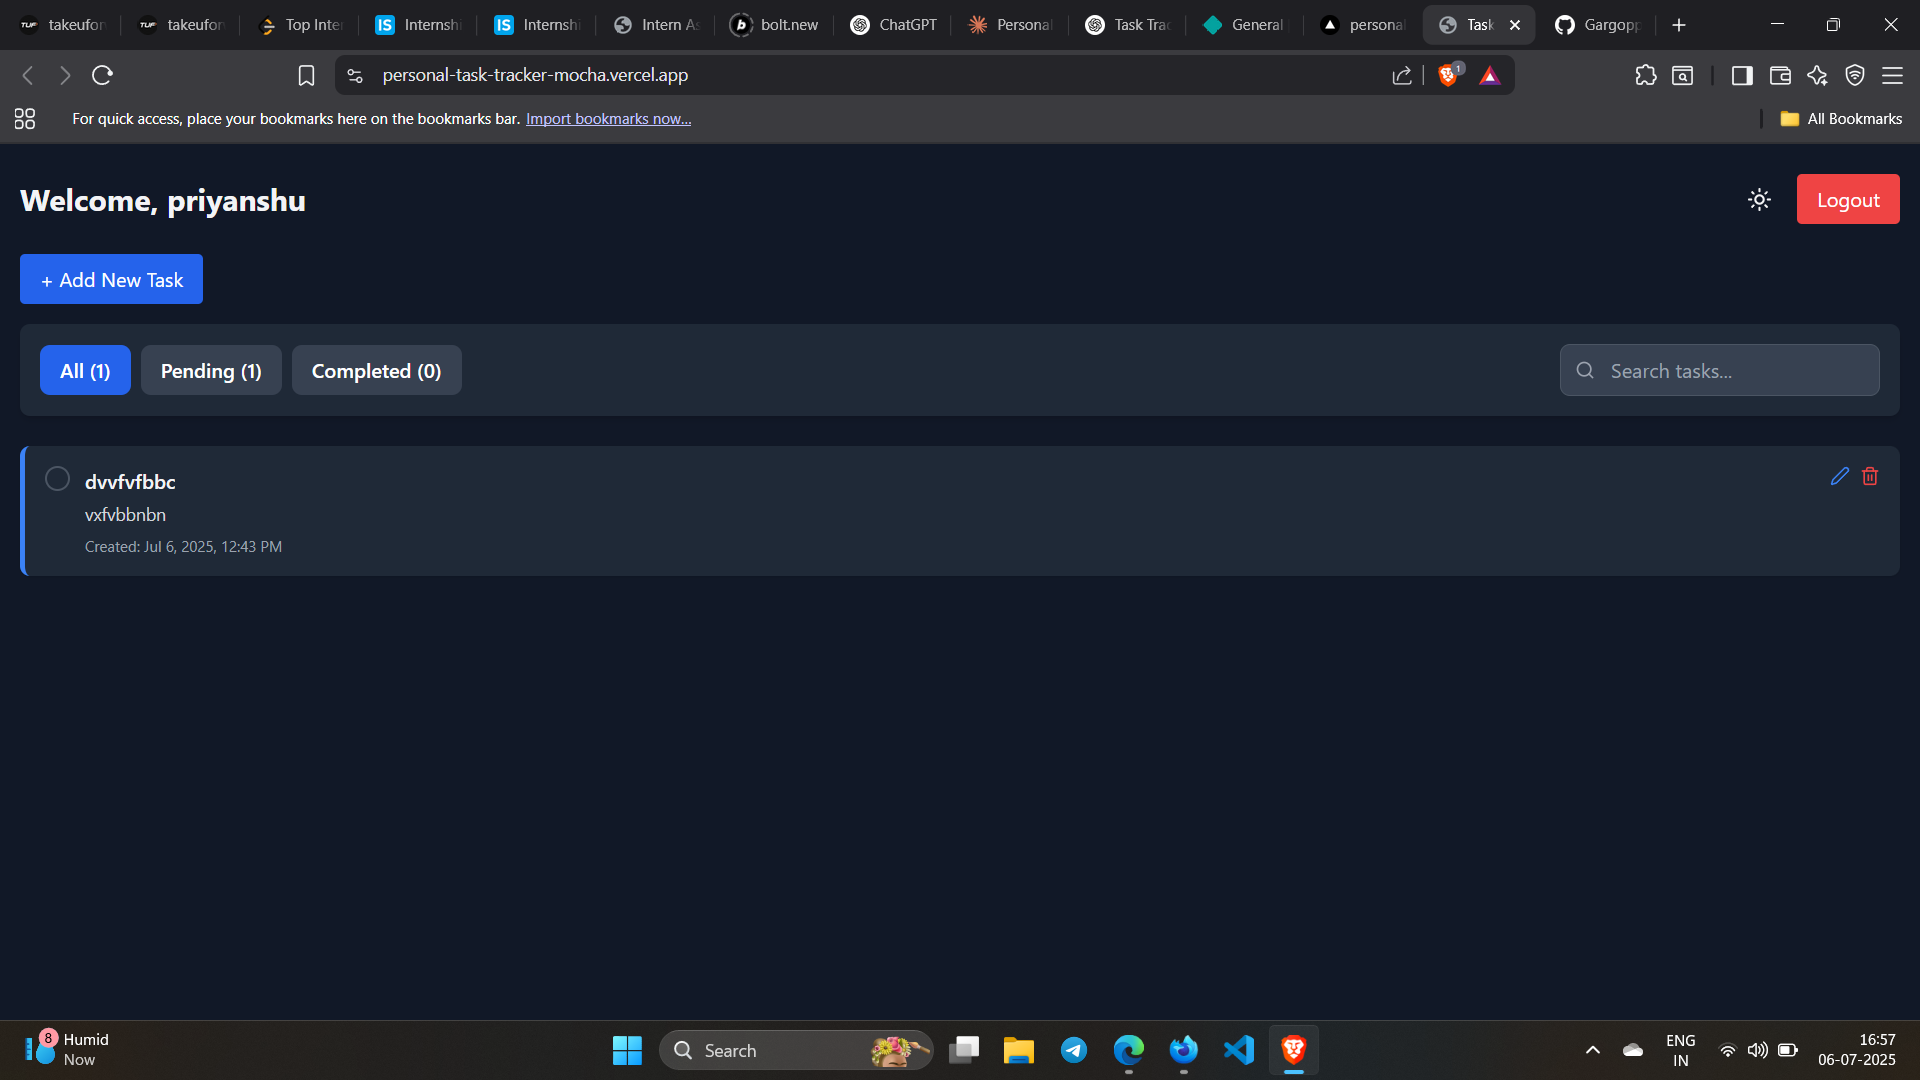 takeufor
takeufor
Top Inter
Internshi
Internshi
Intern As
bolt.new
ChatGPT
Personal
Task Trac
General
personal
Task
Gargopp
personal-task-tracker-mocha.vercel.app
1
For quick access, place your bookmarks here on the bookmarks bar. Import bookmarks now...
All Bookmarks
Welcome, priyanshu
Logout
+ Add New Task
All (1)
Pending (1)
Completed (0)
Search tasks...
dvvfvfbbc
vxfvbbnbn
Created: Jul 6, 2025, 12:43 PM
8
Humid
Now
Search
ENG
IN
16:57
06-07-2025